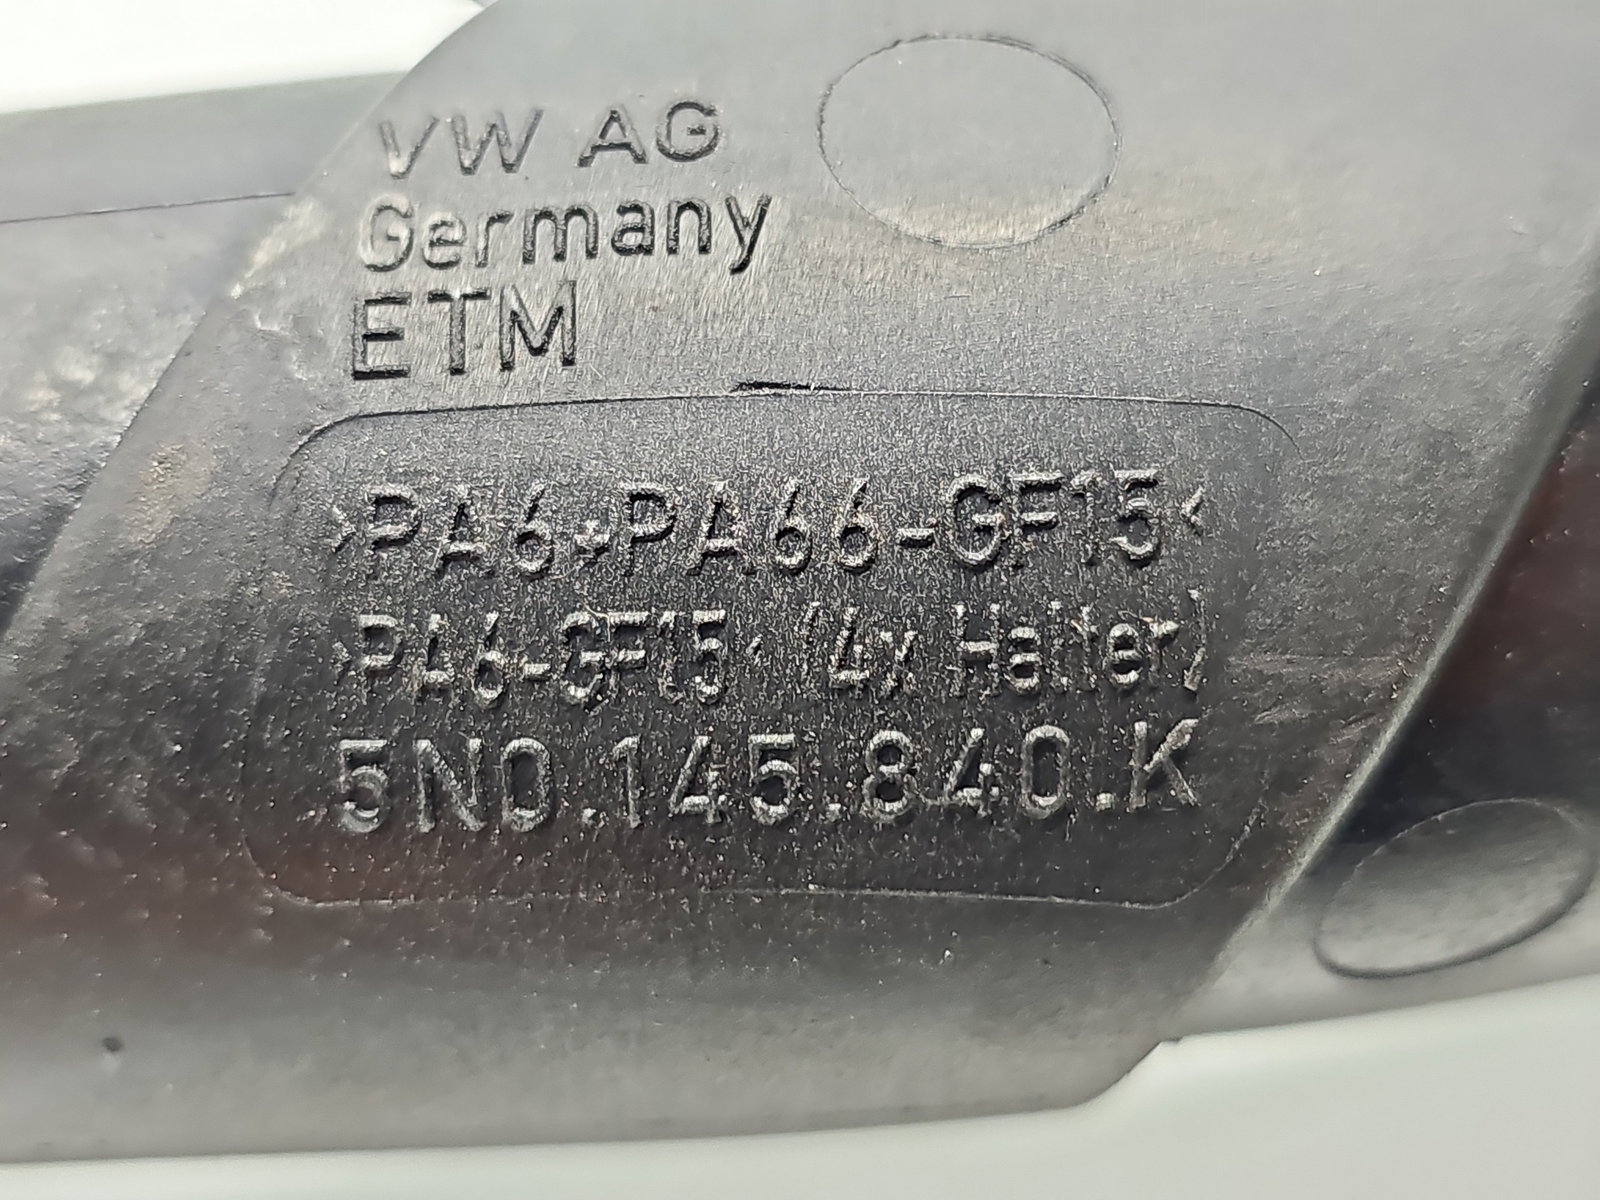 VW AG
Germany
ETM
>PA6+PA66-GF15<
>PA6-GF15< (4x Halter)
5N0.145.840.K